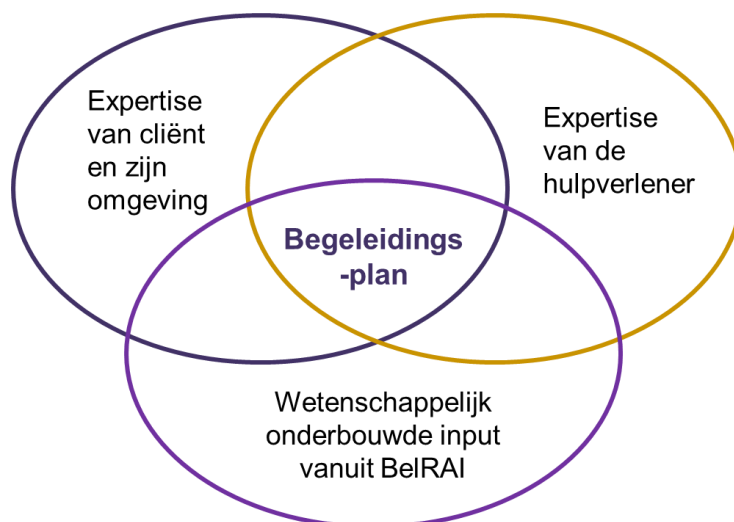 Expertise
van cliënt
en zijn
omgeving
Expertise
van de
hulpverlener
Begeleidings
-plan
Wetenschappelijk
onderbouwde input
vanuit BelRAI